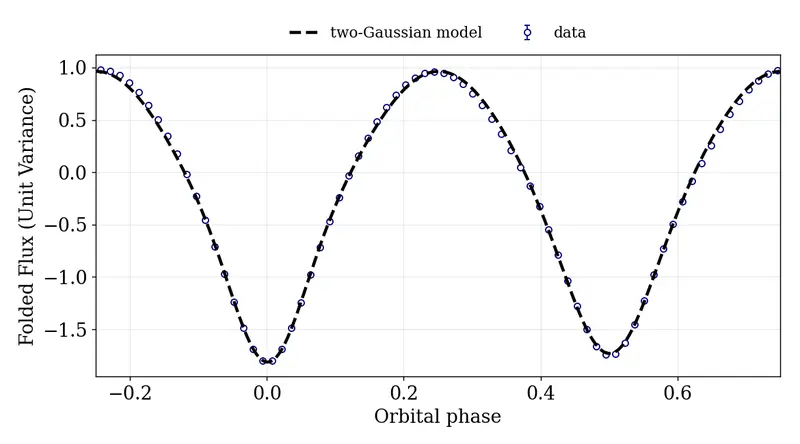 two-Gaussian model
data
Folded Flux (Unit Variance)
1.0
0.5
0.0
−0.5
−1.0
−1.5
−0.2
0.0
0.2
0.4
0.6
Orbital phase